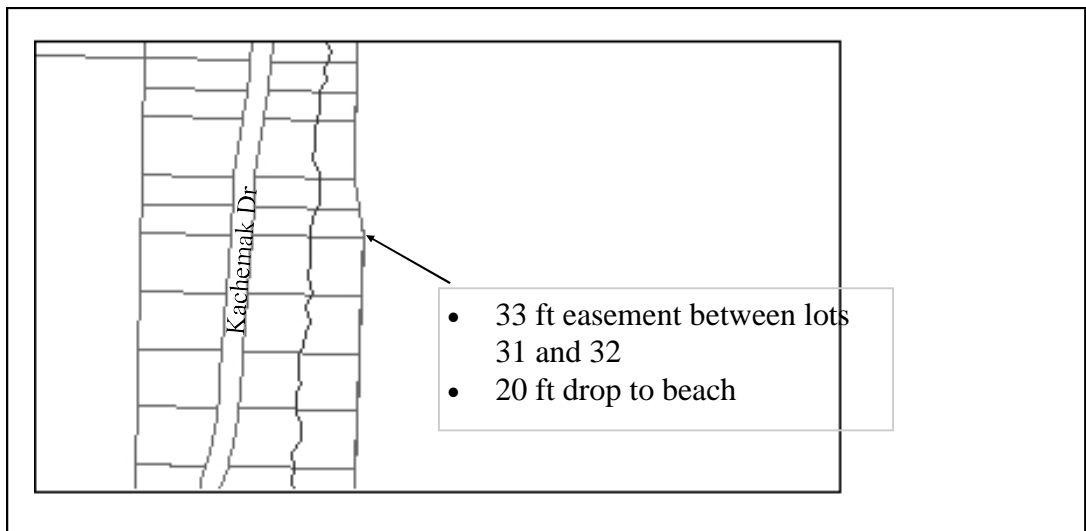 Kachemak Dr
• 33 ft easement between lots
31 and 32
• 20 ft drop to beach